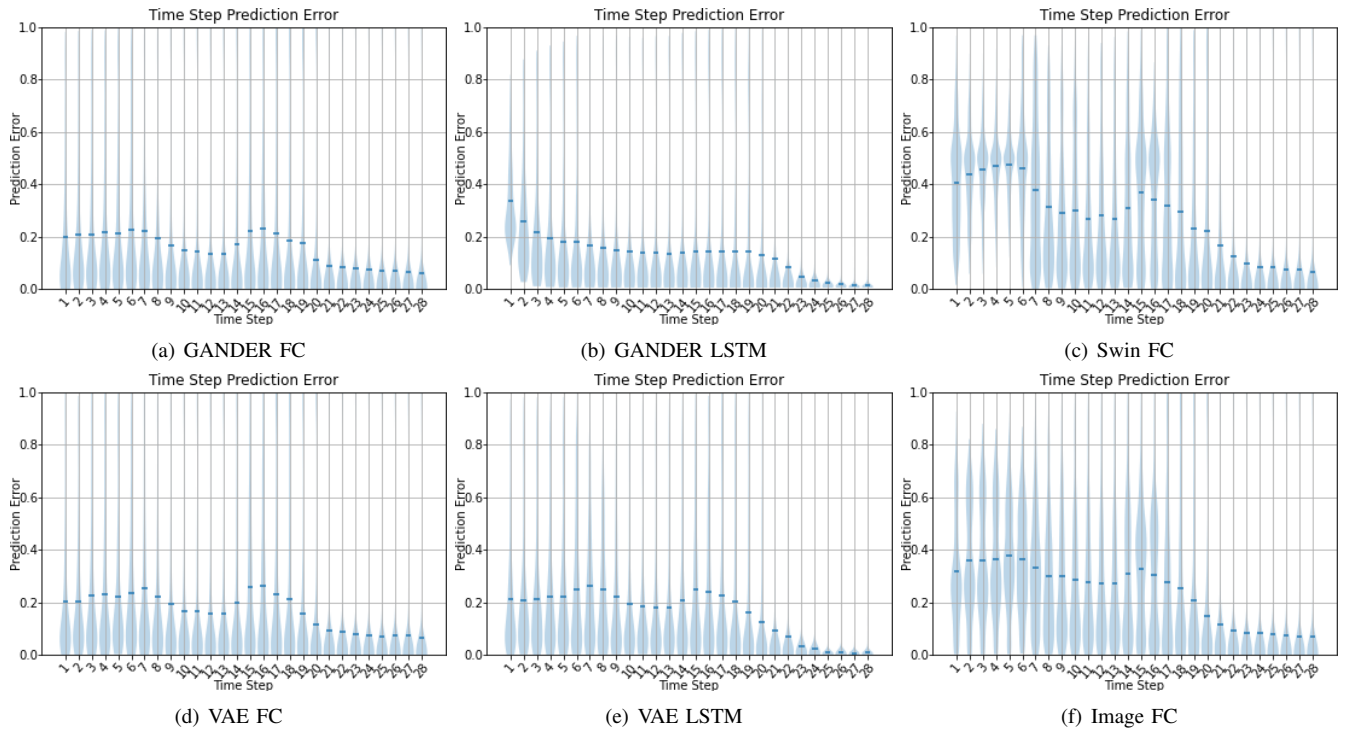 Time Step Prediction Error
Prediction Error
1.0
0.8
0.6
0.4
0.2
0.0
1 2 3 4 5 6 7 8 9 10 11 12 13 14 15 16 17 18 19 20 21 22 23 24 25 26 27 28
Time Step
(a) GANDER FC
Time Step Prediction Error
Prediction Error
1.0
0.8
0.6
0.4
0.2
0.0
1 2 3 4 5 6 7 8 9 10 11 12 13 14 15 16 17 18 19 20 21 22 23 24 25 26 27 28
Time Step
(b) GANDER LSTM
Time Step Prediction Error
Prediction Error
1.0
0.8
0.6
0.4
0.2
0.0
1 2 3 4 5 6 7 8 9 10 11 12 13 14 15 16 17 18 19 20 21 22 23 24 25 26 27 28
Time Step
(c) Swin FC
Time Step Prediction Error
Prediction Error
1.0
0.8
0.6
0.4
0.2
0.0
1 2 3 4 5 6 7 8 9 10 11 12 13 14 15 16 17 18 19 20 21 22 23 24 25 26 27 28
Time Step
(d) VAE FC
Time Step Prediction Error
Prediction Error
1.0
0.8
0.6
0.4
0.2
0.0
1 2 3 4 5 6 7 8 9 10 11 12 13 14 15 16 17 18 19 20 21 22 23 24 25 26 27 28
Time Step
(e) VAE LSTM
Time Step Prediction Error
Prediction Error
1.0
0.8
0.6
0.4
0.2
0.0
1 2 3 4 5 6 7 8 9 10 11 12 13 14 15 16 17 18 19 20 21 22 23 24 25 26 27 28
Time Step
(f) Image FC